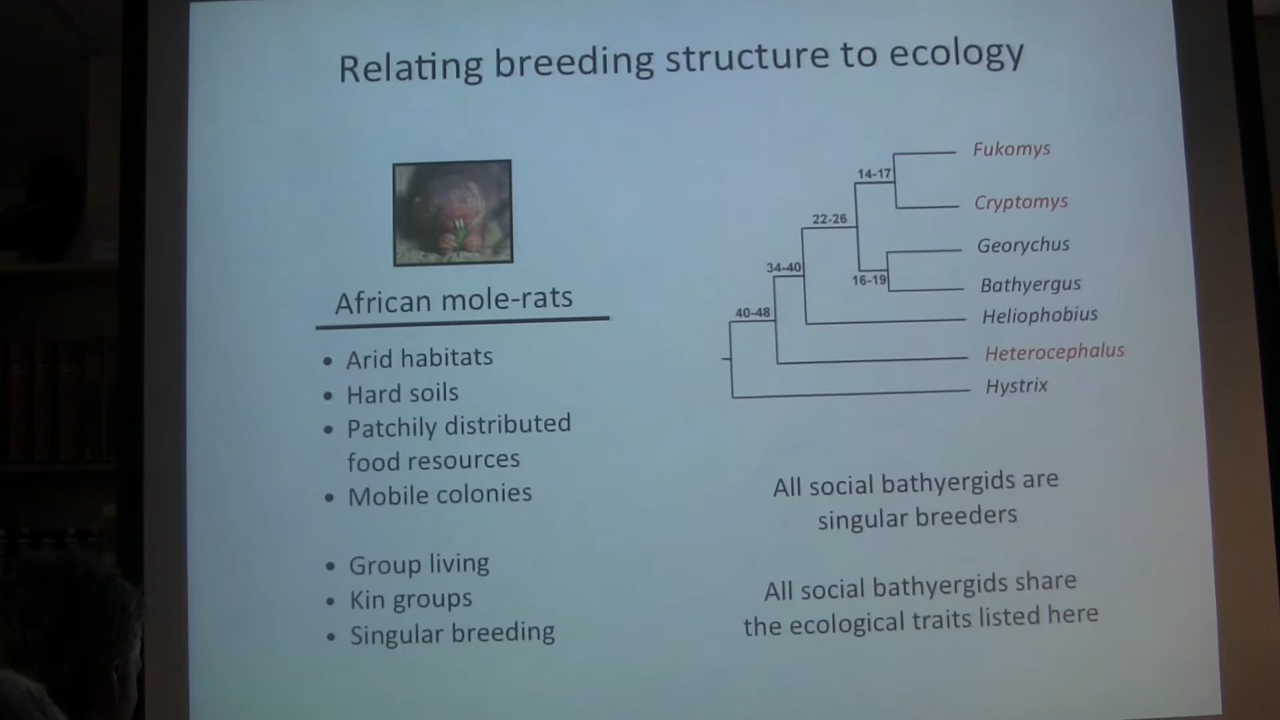 Relating breeding structure to ecology
African mole-rats
• Arid habitats
• Hard soils
• Patchily distributed
food resources
• Mobile colonies
• Group living
• Kin groups
• Singular breeding
Fukomys
14-17
Cryptomys
22-26
Georychus
34-40
16-19
Bathyergus
40-48
Heliophobius
Heterocephalus
Hystrix
All social bathyergids are
singular breeders
All social bathyergids share
the ecological traits listed here